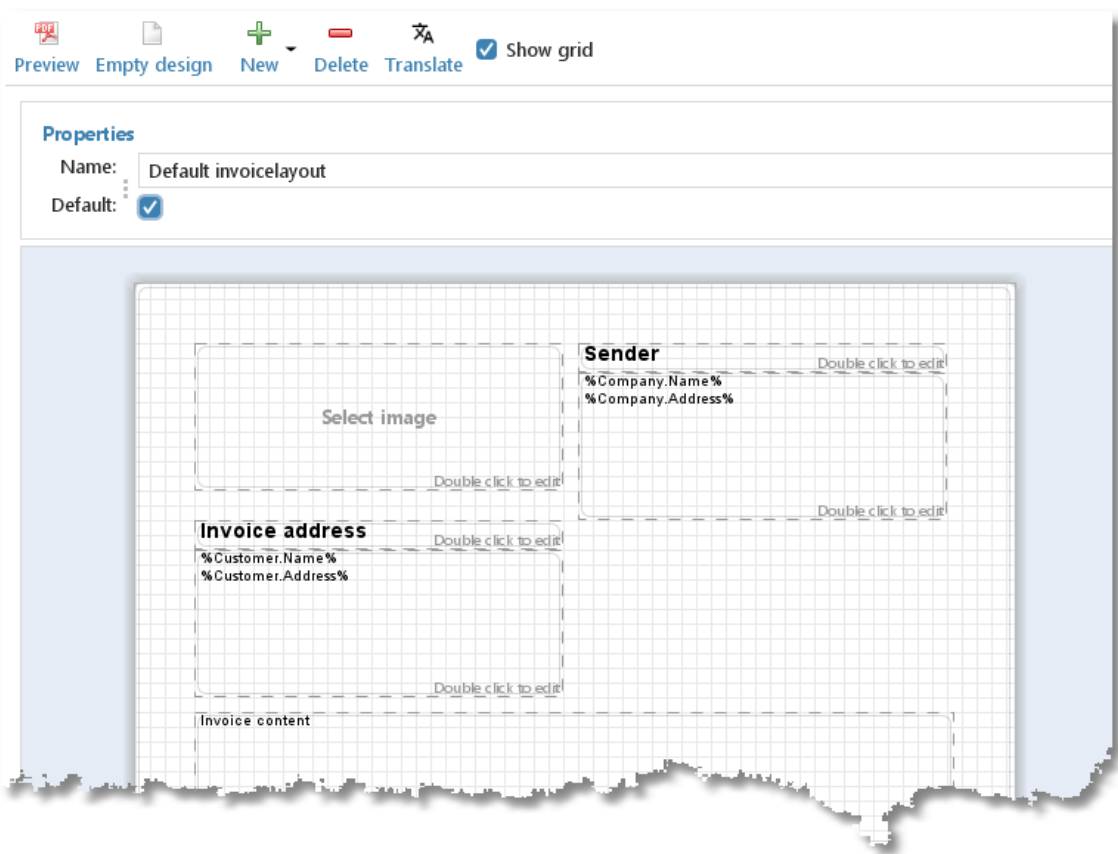 PDF
Preview Empty design New Delete Translate Show grid
Properties
Name: Default invoicelayout
Default:
Sender
Double click to edit
%Company.Name%
%Company.Address%
Select image
Double click to edit
Double click to edit
Invoice address
Double click to edit
%Customer.Name%
%Customer.Address%
Double click to edit
Invoice content